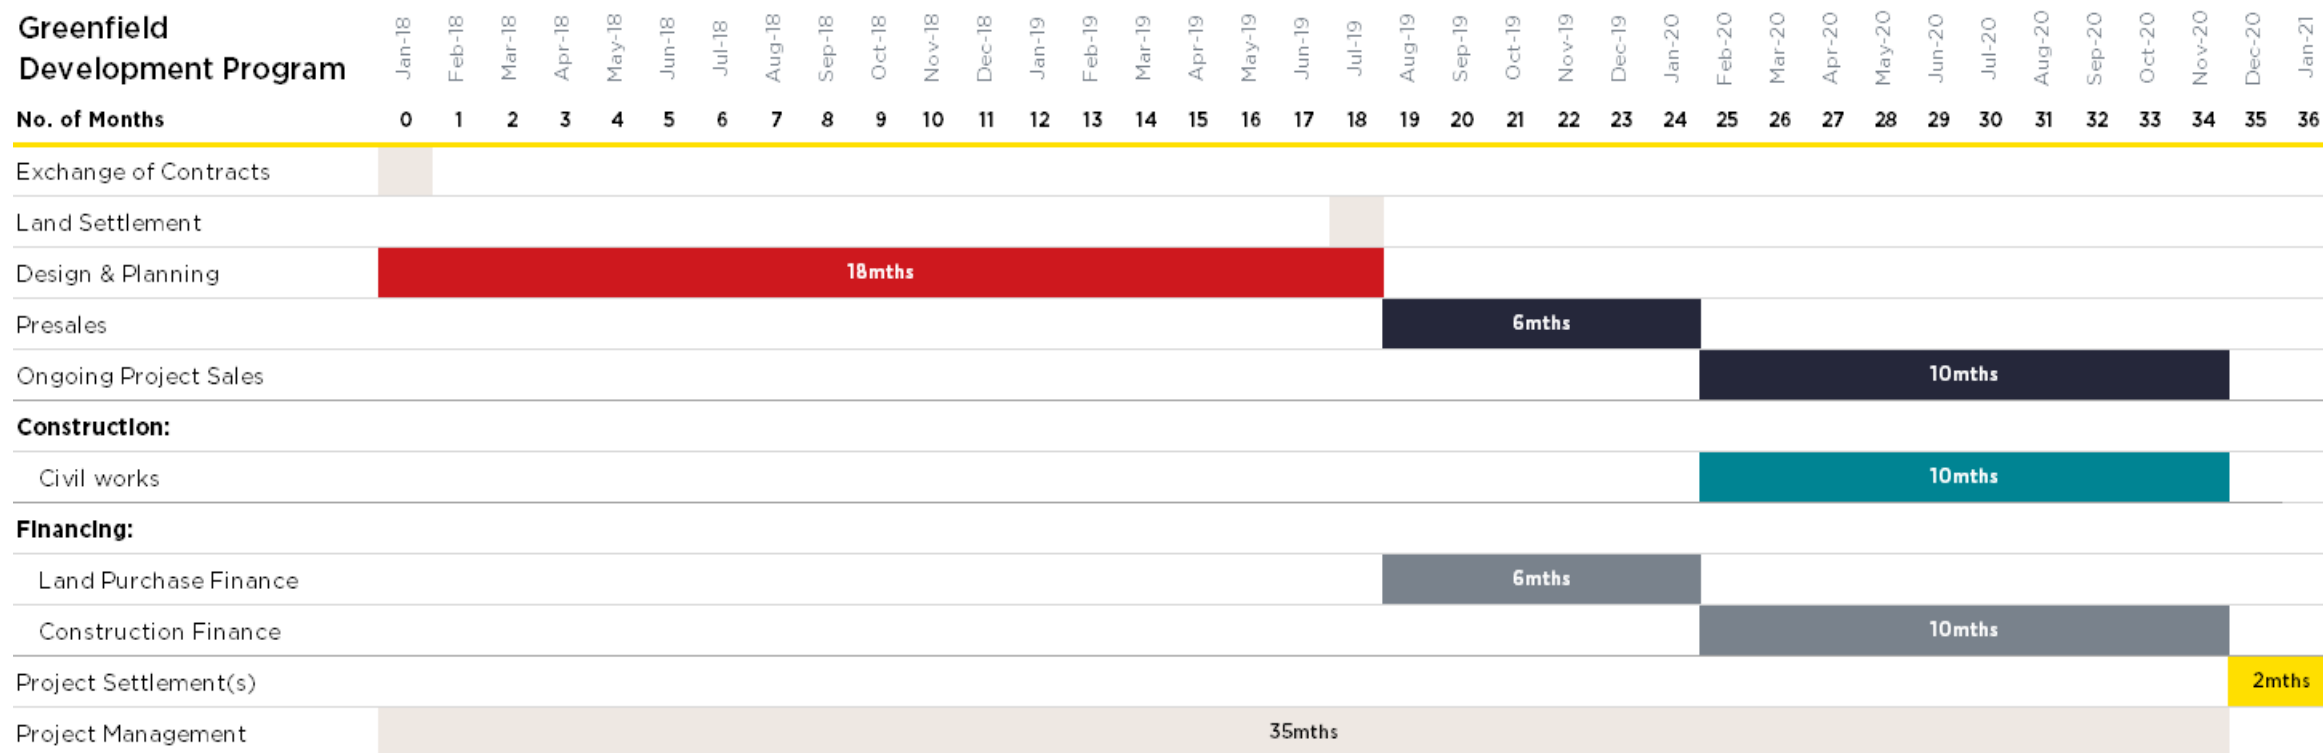 Greenfield
Development Program
Jan-18 Feb-18 Mar-18 Apr-18 May-18 Jun-18 Jul-18 Aug-18 Sep-18 Oct-18 Nov-18 Dec-18 Jan-19 Feb-19 Mar-19 Apr-19 May-19 Jun-19 Jul-19 Aug-19 Sep-19 Oct-19 Nov-19 Dec-19 Jan-20 Feb-20 Mar-20 Apr-20 May-20 Jun-20 Jul-20 Aug-20 Sep-20 Oct-20 Nov-20 Dec-20 Jan-21
No. of Months 0 1 2 3 4 5 6 7 8 9 10 11 12 13 14 15 16 17 18 19 20 21 22 23 24 25 26 27 28 29 30 31 32 33 34 35 36
Exchange of Contracts
Land Settlement
Design & Planning 18mths
Presales 6mths
Ongoing Project Sales 10mths
Construction:
Civil works 10mths
Financing:
Land Purchase Finance 6mths
Construction Finance 10mths
Project Settlement(s) 2mths
Project Management 35mths